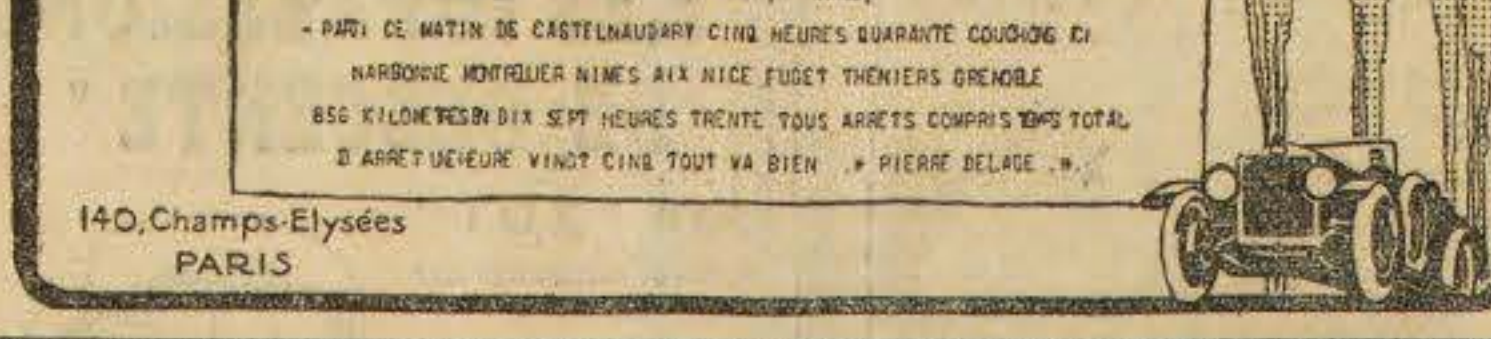 - PARTI CE MATIN DE CASTELNAUDARY CINQ HEURES QUARANTE COUCHONS ICI
NARBONNE MONTPELLIER NIMES AIX NICE PUGET THENIERS GRENOBLE
856 KILOMETRES EN DIX SEPT HEURES TRENTE TOUS ARRETS COMPRIS TEMPS TOTAL
D ARRET UNE HEURE VINGT CINQ TOUT VA BIEN .* PIERRE DELAGE .*.
140, Champs-Elysées
PARIS